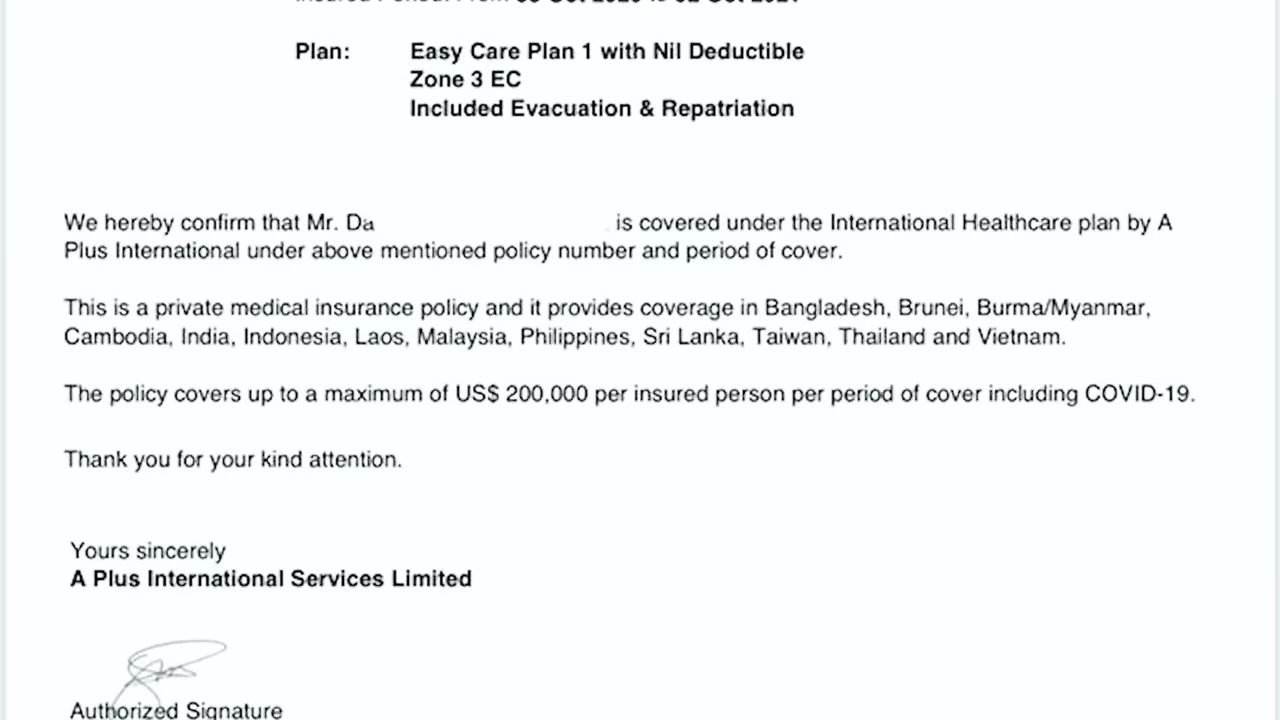 Plan: Easy Care Plan 1 with Nil Deductible
Zone 3 EC
Included Evacuation & Repatriation
We hereby confirm that Mr. Da is covered under the International Healthcare plan by A
Plus International under above mentioned policy number and period of cover.
This is a private medical insurance policy and it provides coverage in Bangladesh, Brunei, Burma/Myanmar,
Cambodia, India, Indonesia, Laos, Malaysia, Philippines, Sri Lanka, Taiwan, Thailand and Vietnam.
The policy covers up to a maximum of US$ 200,000 per insured person per period of cover including COVID-19.
Thank you for your kind attention.
Yours sincerely
A Plus International Services Limited
Authorized Signature